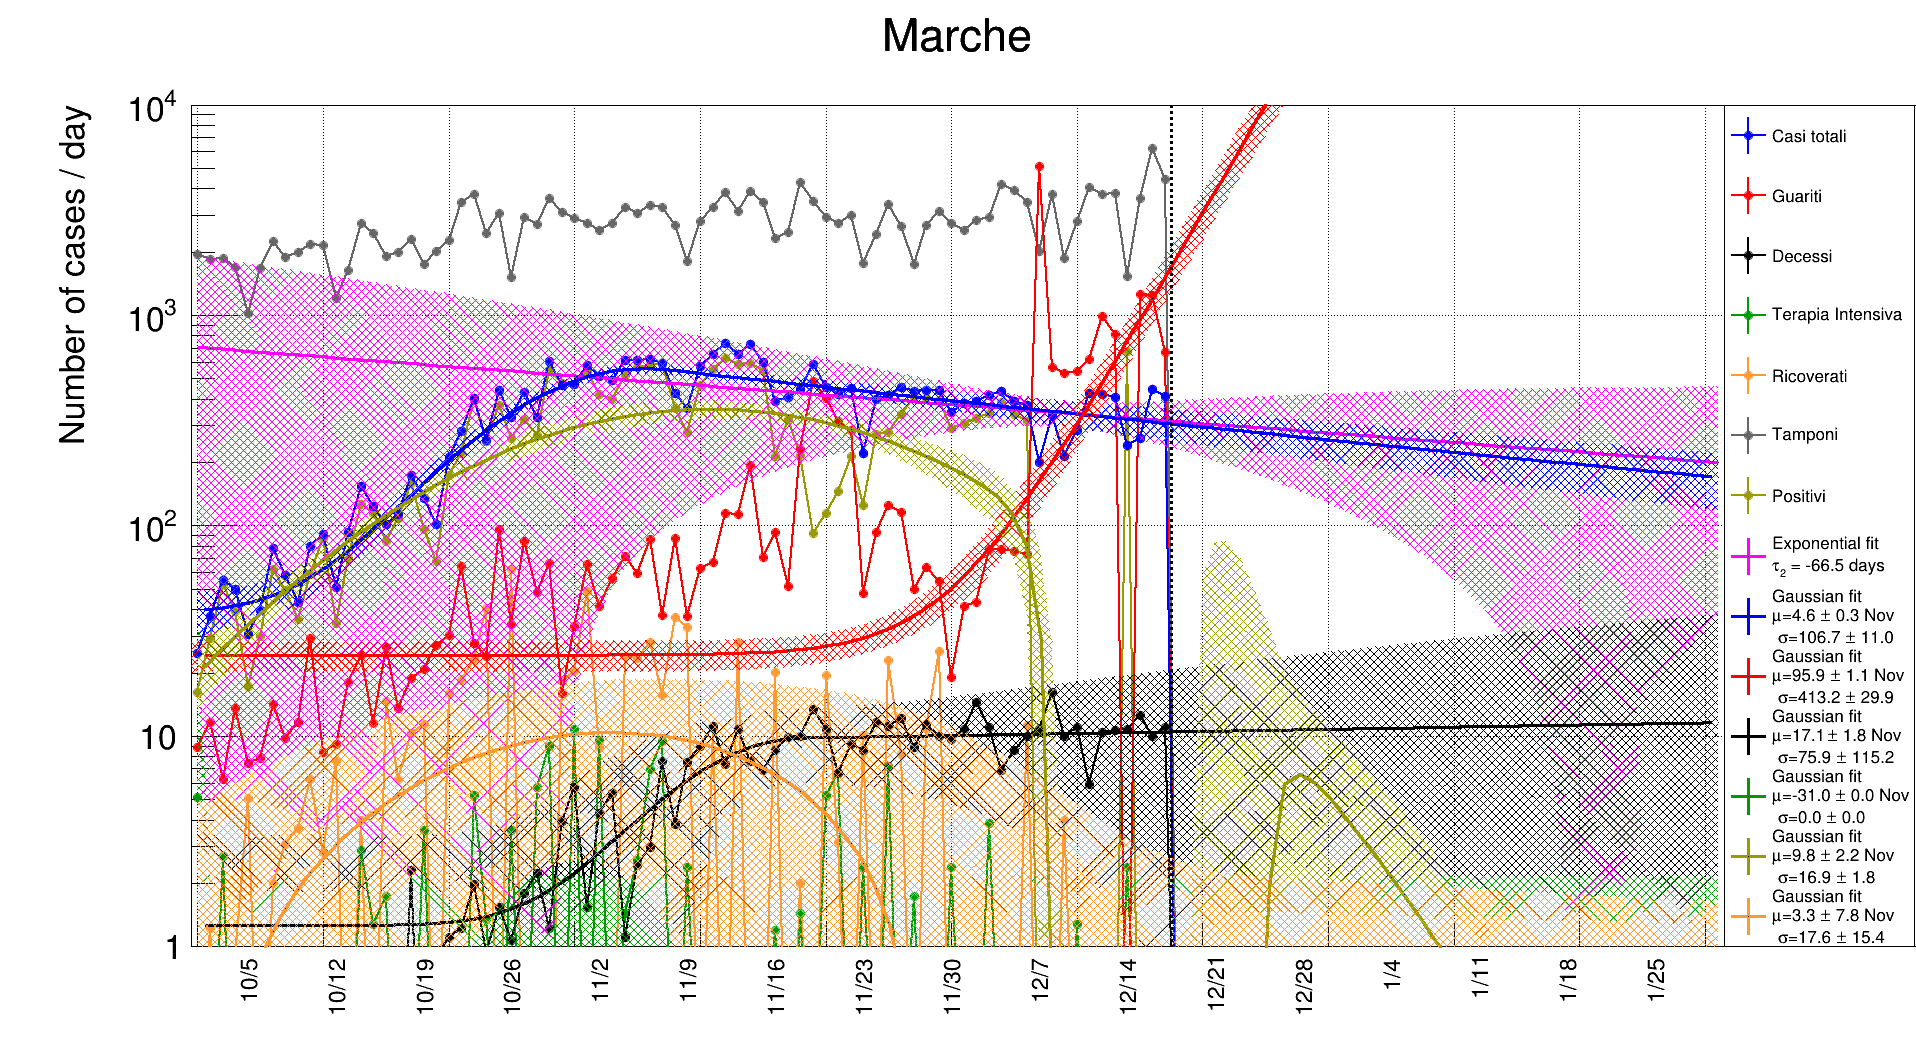 Marche
Number of cases / day
10⁴
10³
10²
10
1
10/5
10/12
10/19
10/26
11/2
11/9
11/16
11/23
11/30
12/7
12/14
12/21
12/28
1/4
1/11
1/18
1/25
Casi totali
Guariti
Decessi
Terapia Intensiva
Ricoverati
Tamponi
Positivi
Exponential fit
τ₂ = -66.5 days
Gaussian fit
μ=4.6 ± 0.3 Nov
σ=106.7 ± 11.0
Gaussian fit
μ=95.9 ± 1.1 Nov
σ=413.2 ± 29.9
Gaussian fit
μ=17.1 ± 1.8 Nov
σ=75.9 ± 115.2
Gaussian fit
μ=-31.0 ± 0.0 Nov
σ=0.0 ± 0.0
Gaussian fit
μ=9.8 ± 2.2 Nov
σ=16.9 ± 1.8
Gaussian fit
μ=3.3 ± 7.8 Nov
σ=17.6 ± 15.4